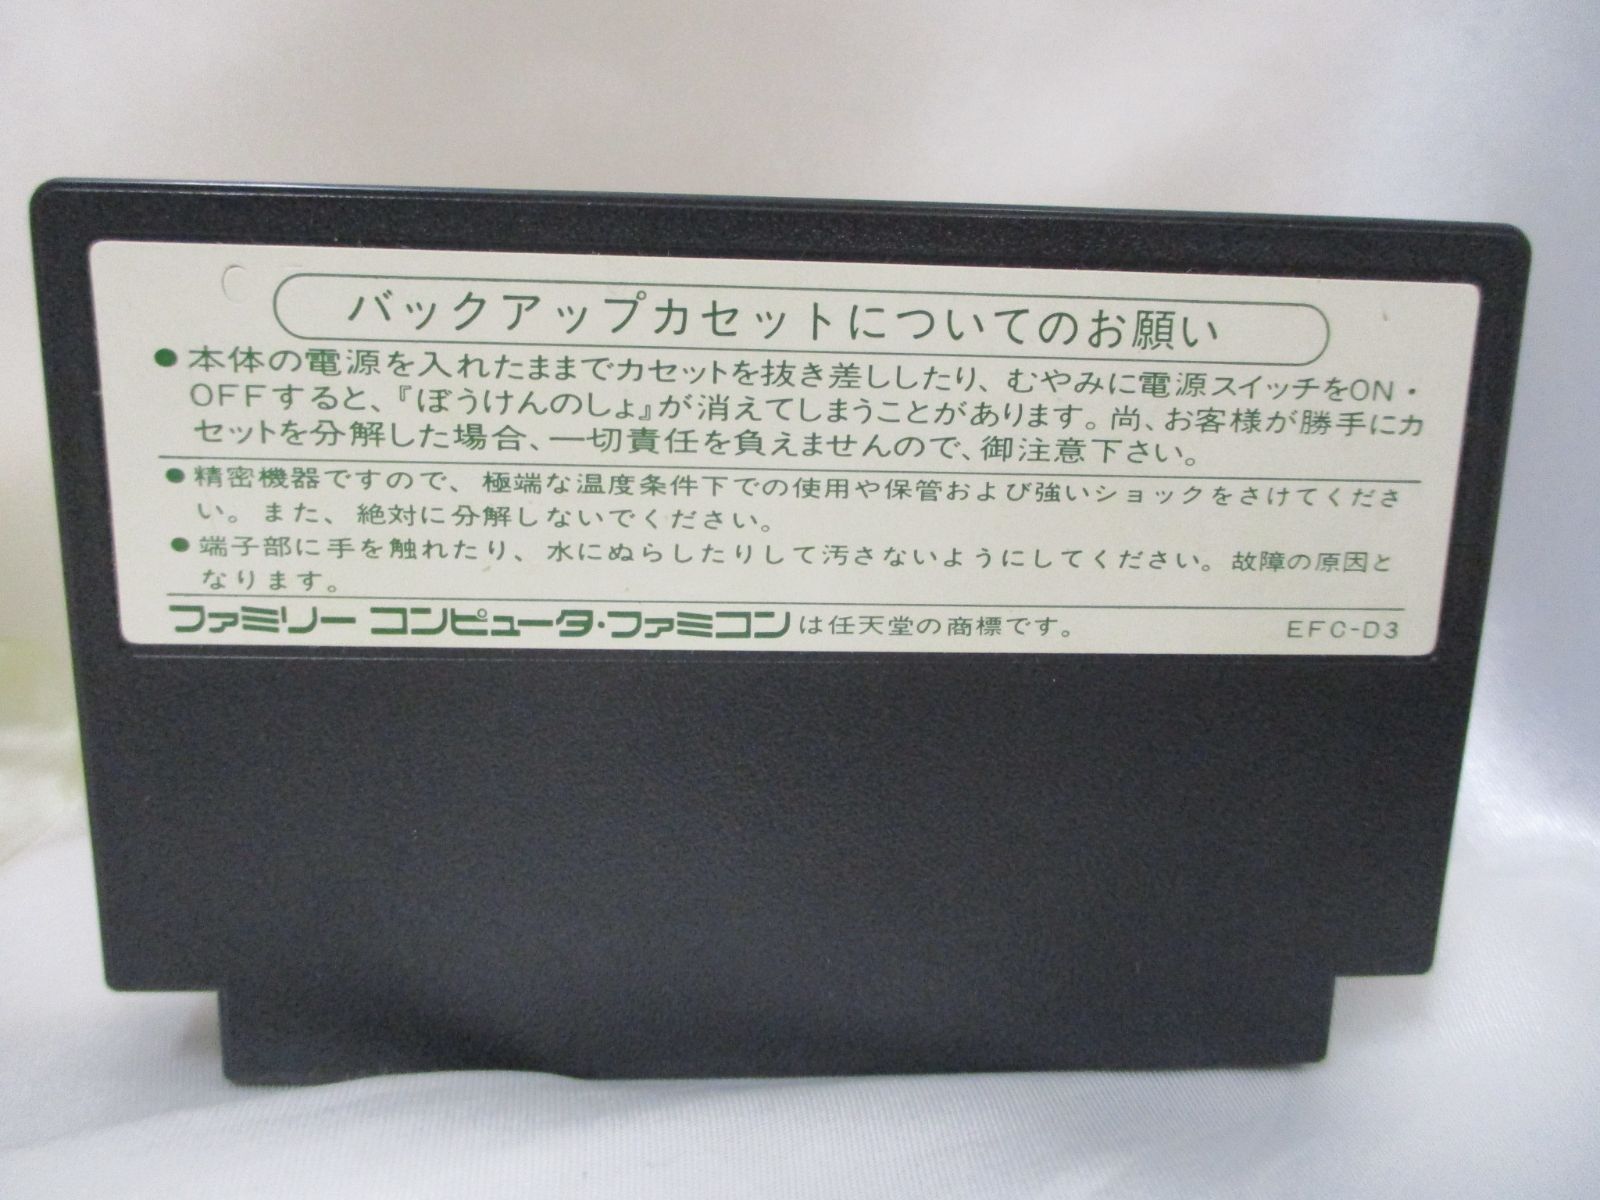 バックアップカセットについてのお願い
●本体の電源を入れたままでカセットを抜き差ししたり、むやみに電源スイッチをON・
OFFすると、『ぼうけんのしょ』が消えてしまうことがあります。尚、お客様が勝手にカ
セットを分解した場合、一切責任を負えませんので、御注意下さい。
●精密機器ですので、極端な温度条件下での使用や保管および強いショックをさけてくださ
い。また、絶対に分解しないでください。
●端子部に手を触れたり、水にぬらしたりして汚さないようにしてください。故障の原因と
なります。
ファミリー コンピュータ・ファミコンは任天堂の商標です。 EFC-D3